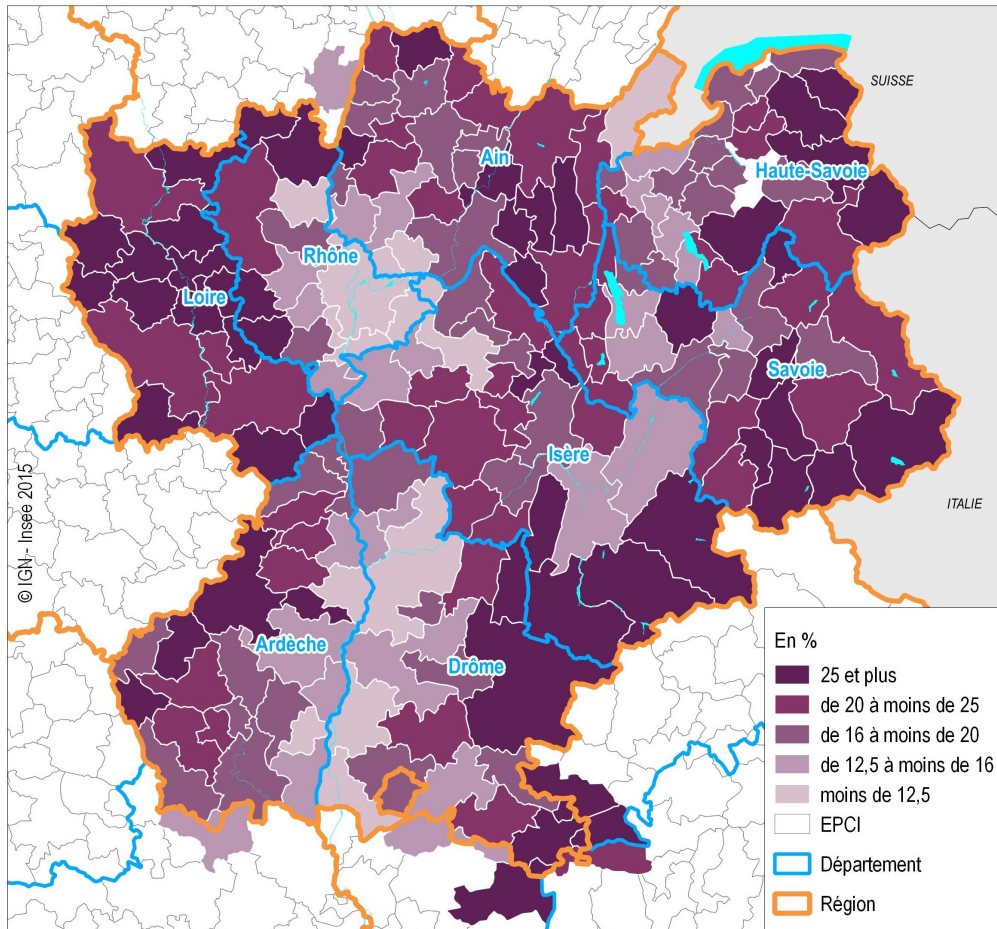 SUISSE
Ain
Haute-Savoie
Rhône
Loire
Savoie
Isère
ITALIE
© IGN - Insee 2015
Ardèche
Drôme
En %
25 et plus
de 20 à moins de 25
de 16 à moins de 20
de 12,5 à moins de 16
moins de 12,5
EPCI
Département
Région